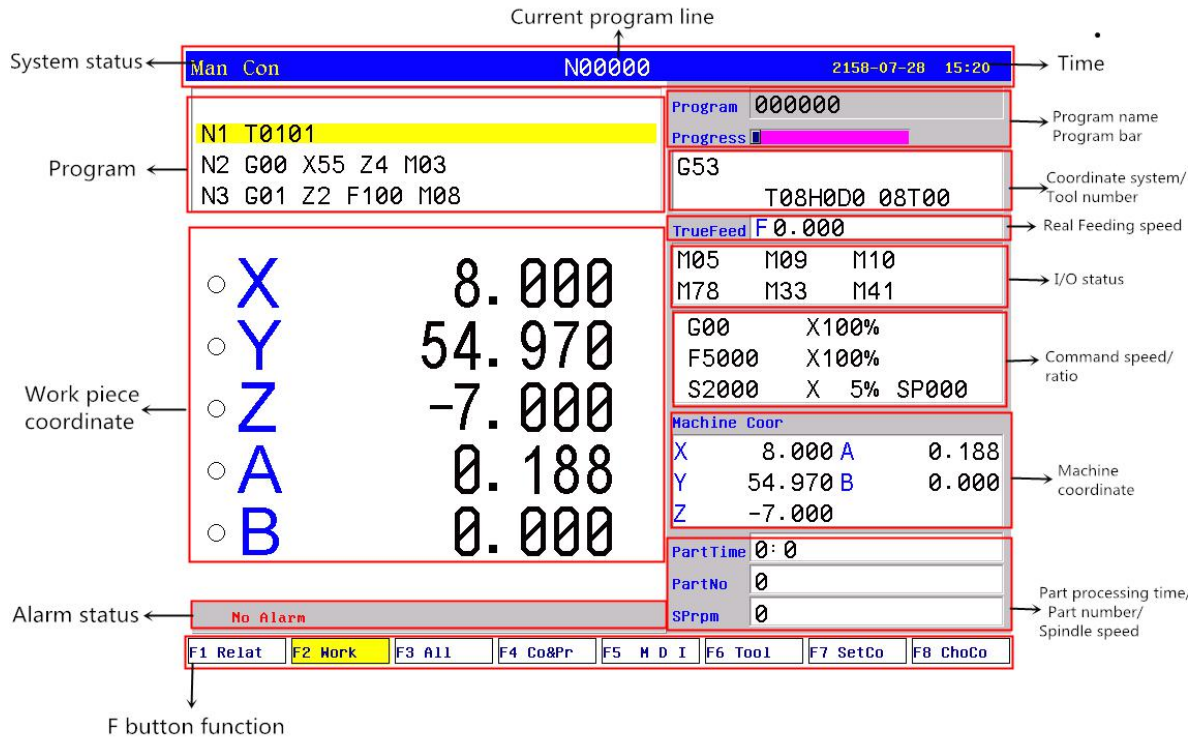 Current program line
System status
Man Con N00000 2158-07-28 15:20
Time
Program
N1 T0101
N2 G00 X55 Z4 M03
N3 G01 Z2 F100 M08
Program 000000
Progress
Program name
Program bar
G53
T08H0D0 08T00
Coordinate system/
Tool number
TrueFeed F 0.000
Real Feeding speed
M05 M09 M10
M78 M33 M41
I/O status
G00 X100%
F5000 X100%
S2000 X 5% SP000
Command speed/
ratio
Work piece
coordinate
X 8.000
Y 54.970
Z -7.000
A 0.188
B 0.000
Machine Coor
X 8.000 A 0.188
Y 54.970 B 0.000
Z -7.000
Machine
coordinate
PartTime 0: 0
PartNo 0
SPrpm 0
Part processing time/
Part number/
Spindle speed
Alarm status
No Alarm
F1 Relat F2 Work F3 All F4 Co&Pr F5 M D I F6 Tool F7 SetCo F8 ChoCo
F button function